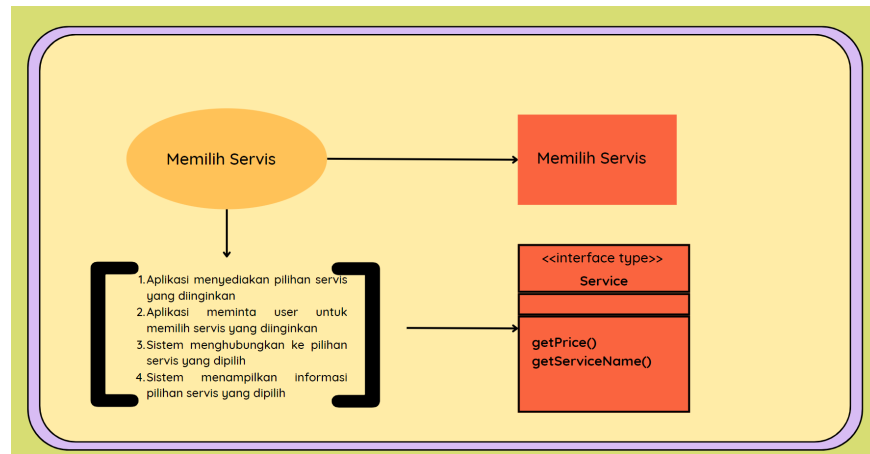 Memilih Servis
Memilih Servis
1.Aplikasi menyediakan pilihan servis
yang diinginkan
2.Aplikasi meminta user untuk
memilih servis yang diinginkan
3.Sistem menghubungkan ke pilihan
servis yang dipilih
4.Sistem menampilkan informasi
pilihan servis yang dipilih
<<interface type>>
Service
getPrice()
getServiceName()